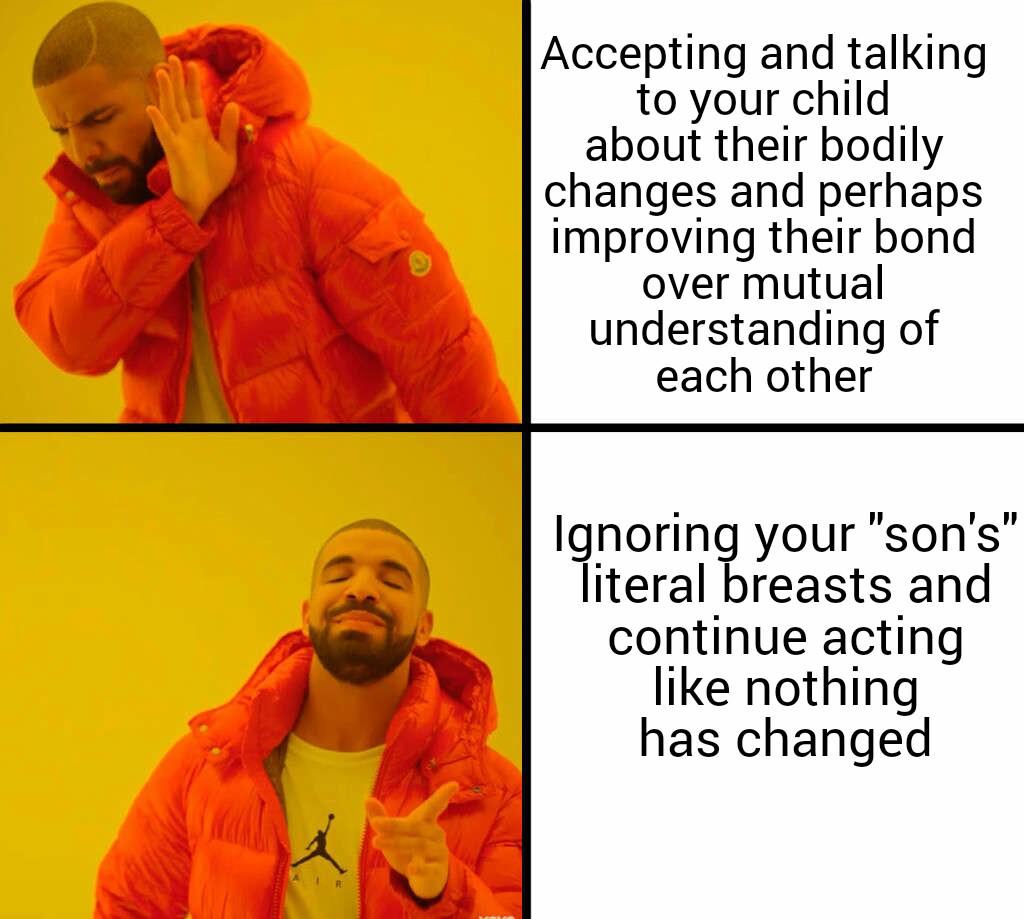 Accepting and talking
to your child
about their bodily
changes and perhaps
improving their bond
over mutual
understanding of
each other
Ignoring your "son's"
literal breasts and
continue acting
like nothing
has changed
AIR